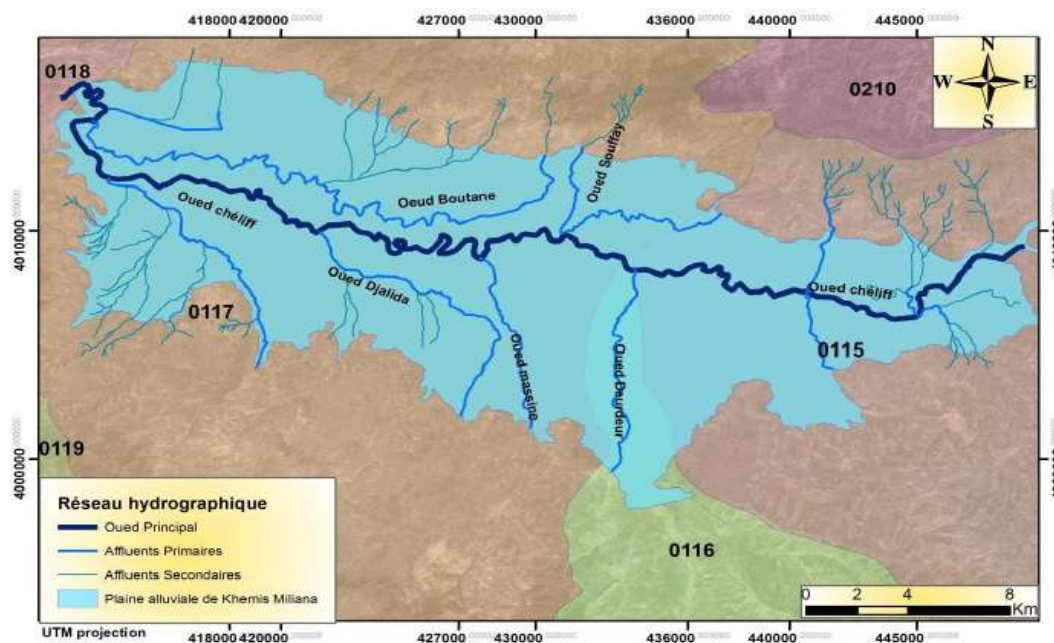 418000 420000 427000 430000 436000 440000 445000
N
W E
S
0118
0210
Oued Souffay
Oeud Boutane
Oued chéliff
4010000
Oued Djalida
Oued chéliff
0117
0115
Oued massine
Oued Deurdeur
0119
4000000
0116
Réseau hydrographique
Oued Principal
Affluents Primaires
Affluents Secondaires
Plaine alluviale de Khemis Miliana
0 2 4 8
Km
UTM projection
418000 420000 427000 430000 436000 440000 445000